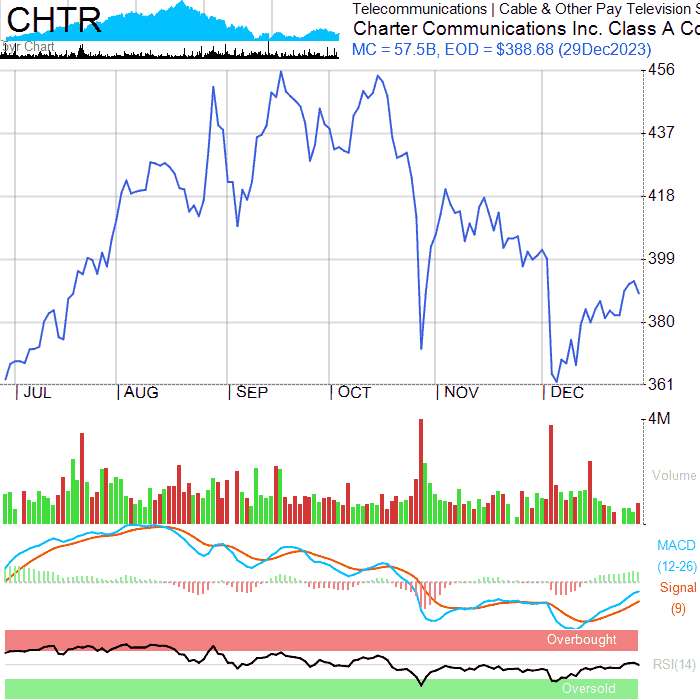 CHTR
5yr Chart
Telecommunications | Cable & Other Pay Television S
Charter Communications Inc. Class A Co
MC = 57.5B, EOD = $388.68 (29Dec2023)
456
437
418
399
380
361
JUL AUG SEP OCT NOV DEC
4M
Volume
MACD
(12-26)
Signal
(9)
Overbought
RSI(14)
Oversold